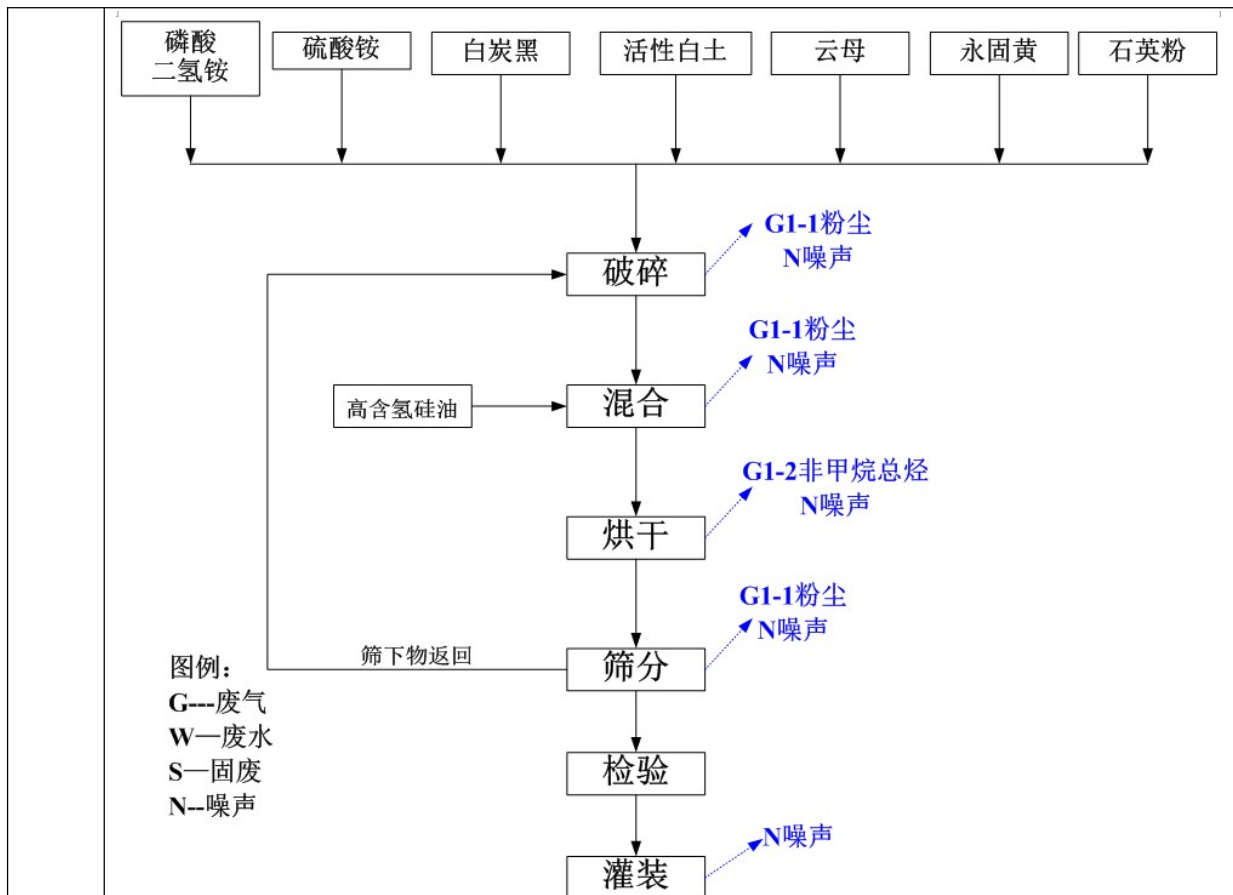 磷酸
二氢铵
硫酸铵
白炭黑
活性白土
云母
永固黄
石英粉
G1-1粉尘
N噪声
破碎
G1-1粉尘
N噪声
高含氢硅油
混合
G1-2非甲烷总烃
N噪声
烘干
G1-1粉尘
N噪声
筛下物返回
筛分
图例：
G---废气
W—废水
S—固废
N--噪声
检验
N噪声
灌装